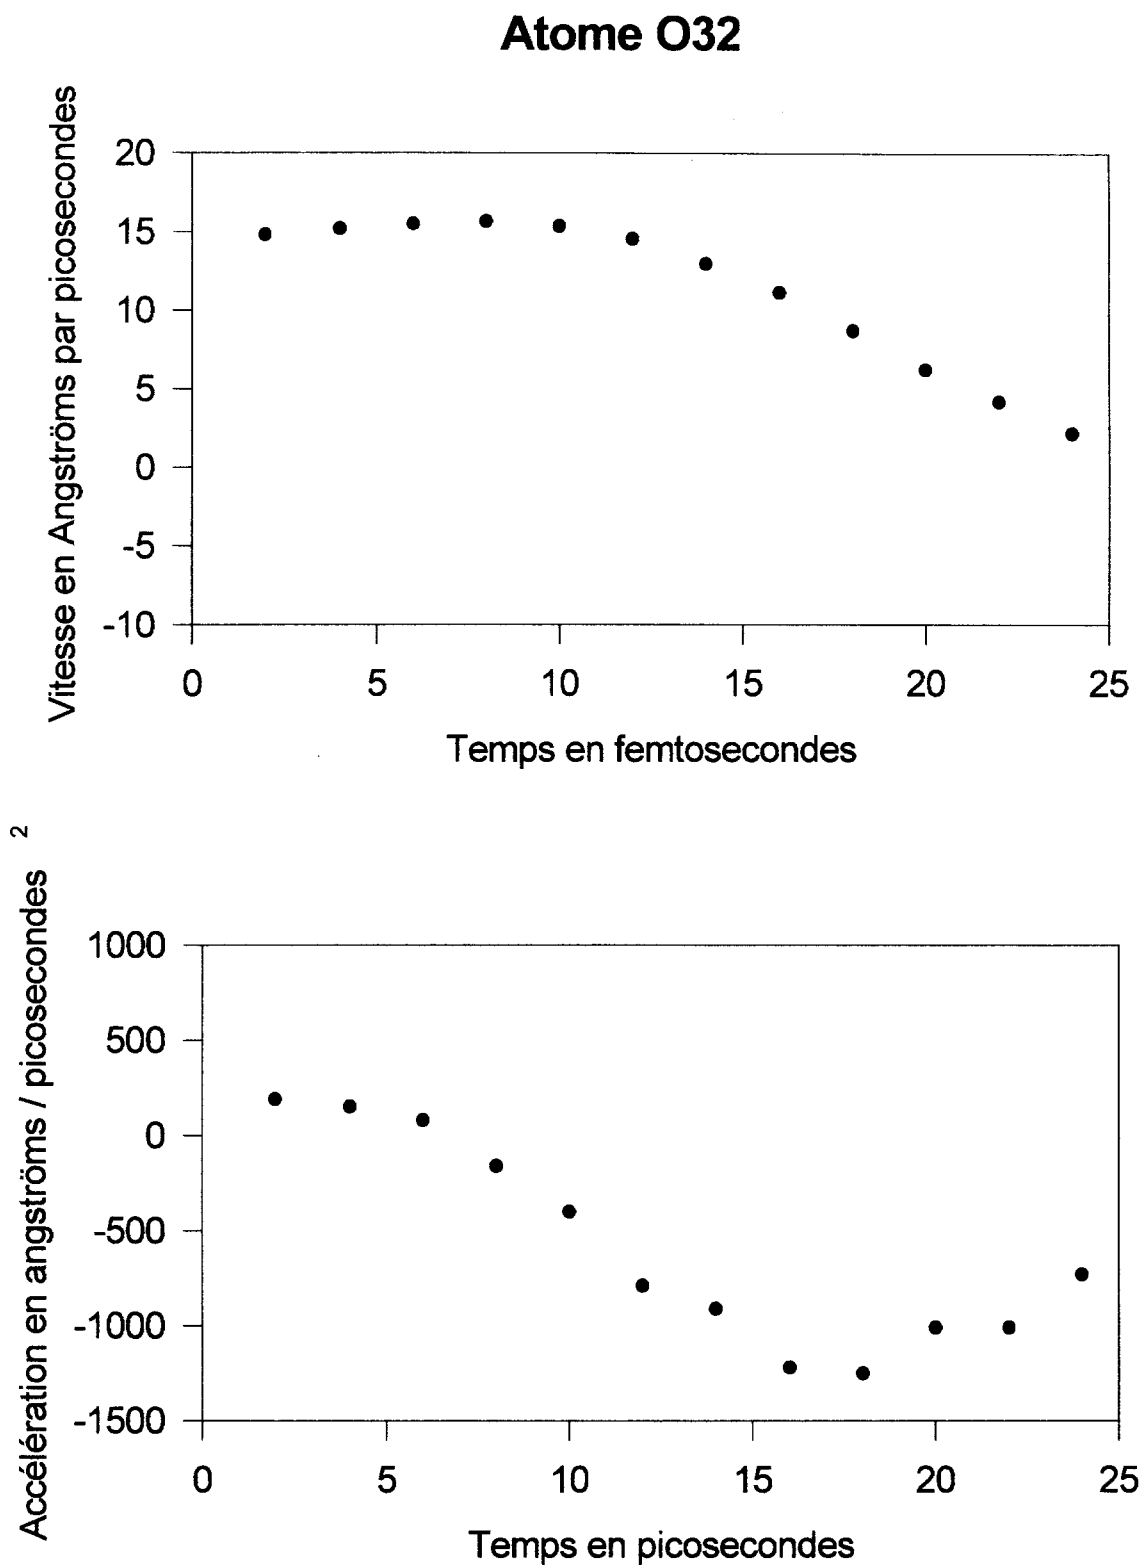 Atome O32
Vitesse en Angströms par picosecondes
20
15
10
5
0
-5
-10
0 5 10 15 20 25
Temps en femtosecondes
Accélération en angströms / picosecondes 2
1000
500
0
-500
-1000
-1500
0 5 10 15 20 25
Temps en picosecondes